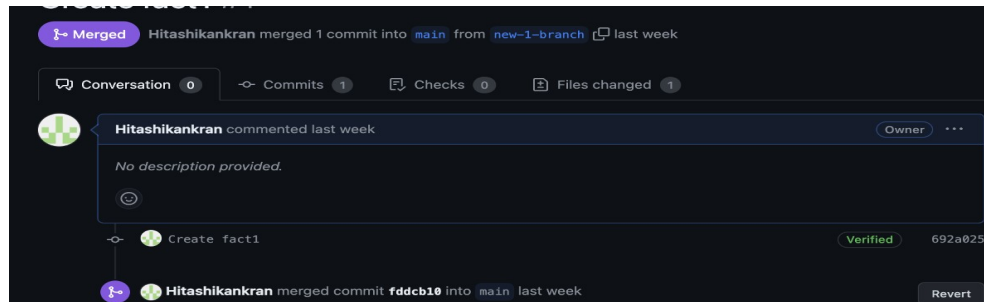 Merged Hitashikankran merged 1 commit into main from new-1-branch last week
Conversation 0 Commits 1 Checks 0 Files changed 1
Hitashikankran commented last week Owner ...
No description provided.
Create fact1 Verified 692a025
Hitashikankran merged commit fddcb10 into main last week Revert